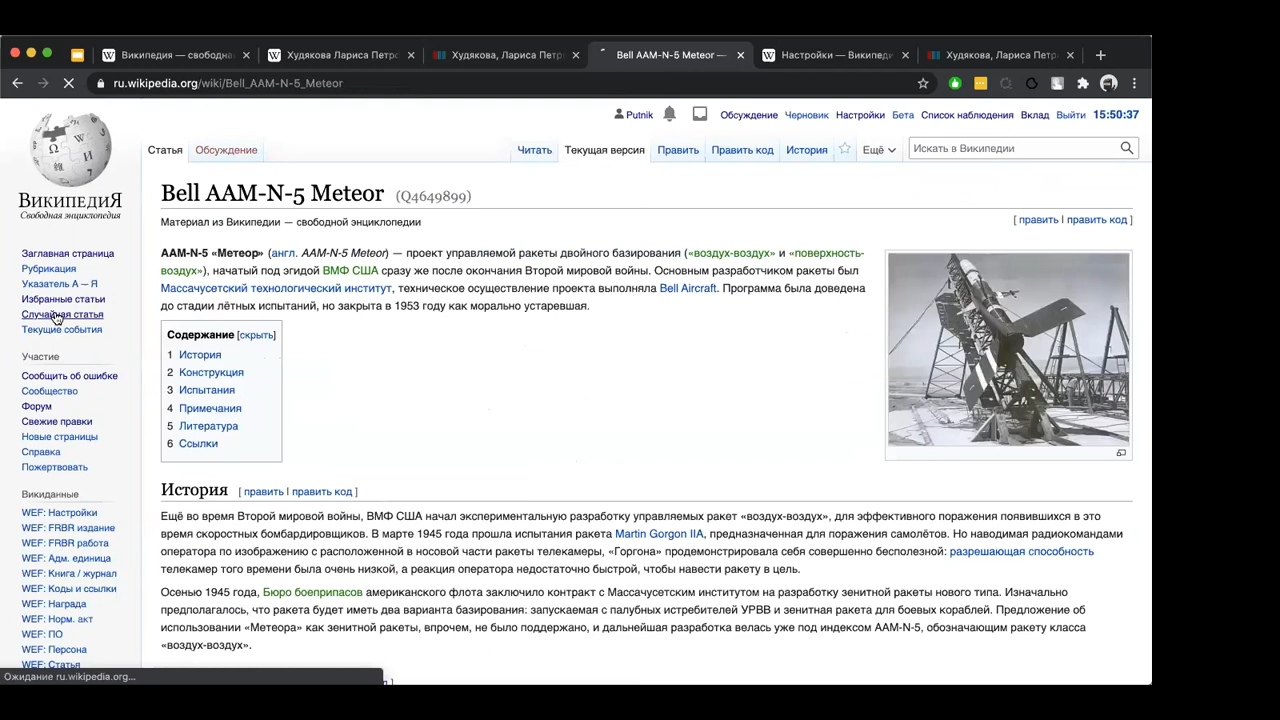 Википедия — свободна
Худякова Лариса Петро
Худякова, Лариса Петр
Bell AAM-N-5 Meteor —
Настройки — Википеди
Худякова, Лариса Петр
ru.wikipedia.org/wiki/Bell_AAM-N-5_Meteor
Putnik Обсуждение Черновик Настройки Бета Список наблюдения Вклад Выйти 15:50:37
Статья Обсуждение Читать Текущая версия Править Править код История Ещё Искать в Википедии
ВИКИПЕДИЯ
Свободная энциклопедия
Заглавная страница
Рубрикация
Указатель А — Я
Избранные статьи
Случайная статья
Текущие события
Участие
Сообщить об ошибке
Сообщество
Форум
Свежие правки
Новые страницы
Справка
Пожертвовать
Викиданные
WEF: Настройки
WEF: FRBR издание
WEF: FRBR работа
WEF: Адм. единица
WEF: Книга / журнал
WEF: Коды и ссылки
WEF: Награда
WEF: Норм. акт
WEF: ПО
WEF: Персона
WEF: Статья
Bell AAM-N-5 Meteor (Q4649899)
Материал из Википедии — свободной энциклопедии
[ править | править код ]
AAM-N-5 «Метеор» (англ. AAM-N-5 Meteor) — проект управляемой ракеты двойного базирования («воздух-воздух» и «поверхность-
воздух»), начатый под эгидой ВМФ США сразу же после окончания Второй мировой войны. Основным разработчиком ракеты был
Массачусетский технологический институт, техническое осуществление проекта выполняла Bell Aircraft. Программа была доведена
до стадии лётных испытаний, но закрыта в 1953 году как морально устаревшая.
Содержание [скрыть]
1 История
2 Конструкция
3 Испытания
4 Примечания
5 Литература
6 Ссылки
История [ править | править код ]
Ещё во время Второй мировой войны, ВМФ США начал экспериментальную разработку управляемых ракет «воздух-воздух», для эффективного поражения появившихся в это
время скоростных бомбардировщиков. В марте 1945 года прошла испытания ракета Martin Gorgon IIA, предназначенная для поражения самолётов. Но наводимая радиокомандами
оператора по изображению с расположенной в носовой части ракеты телекамеры, «Горгона» продемонстрировала себя совершенно бесполезной: разрешающая способность
телекамер того времени была очень низкой, а реакция оператора недостаточно быстрой, чтобы навести ракету в цель.
Осенью 1945 года, Бюро боеприпасов американского флота заключило контракт с Массачусетским институтом на разработку зенитной ракеты нового типа. Изначально
предполагалось, что ракета будет иметь два варианта базирования: запускаемая с палубных истребителей УРВВ и зенитная ракета для боевых кораблей. Предложение об
использовании «Метеора» как зенитной ракеты, впрочем, не было поддержано, и дальнейшая разработка велась уже под индексом AAM-N-5, обозначающим ракету класса
«воздух-воздух».
Ожидание ru.wikipedia.org...